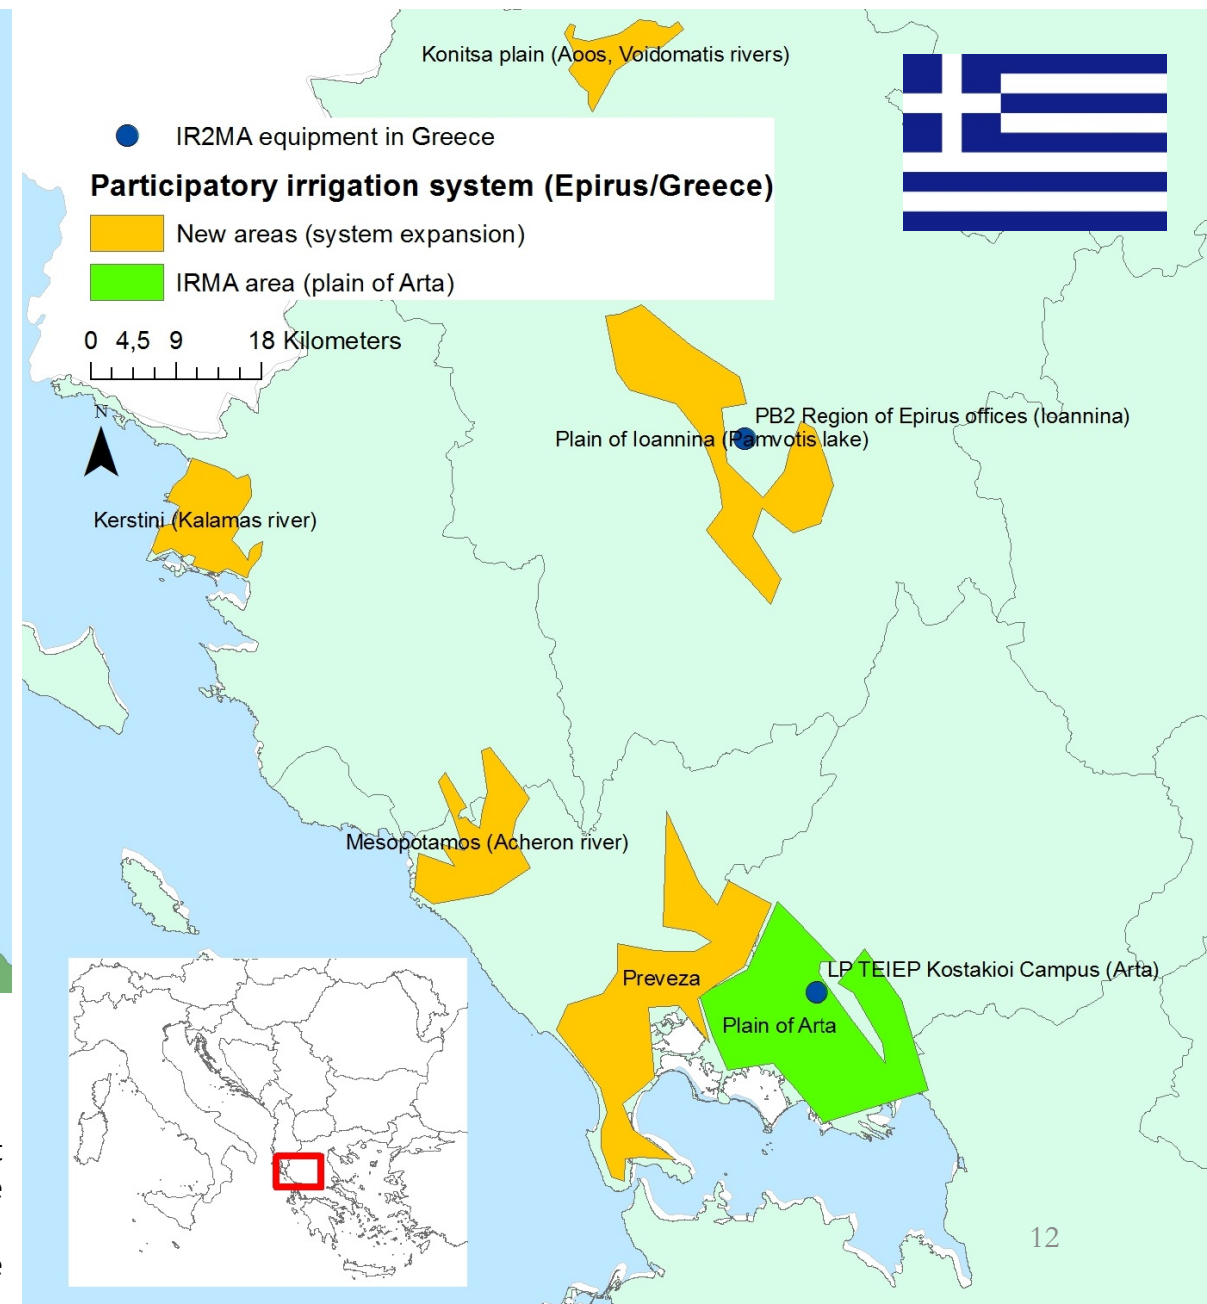 Konitsa plain (Aoos, Voidomatis rivers)
IR2MA equipment in Greece
Participatory irrigation system (Epirus/Greece)
New areas (system expansion)
IRMA area (plain of Arta)
0 4,5 9 18 Kilometers
N
PB2 Region of Epirus offices (Ioannina)
Plain of Ioannina (Pamvotis lake)
Kerstini (Kalamas river)
Mesopotamos (Acheron river)
LP TEIEP Kostakioi Campus (Arta)
Preveza
Plain of Arta
12